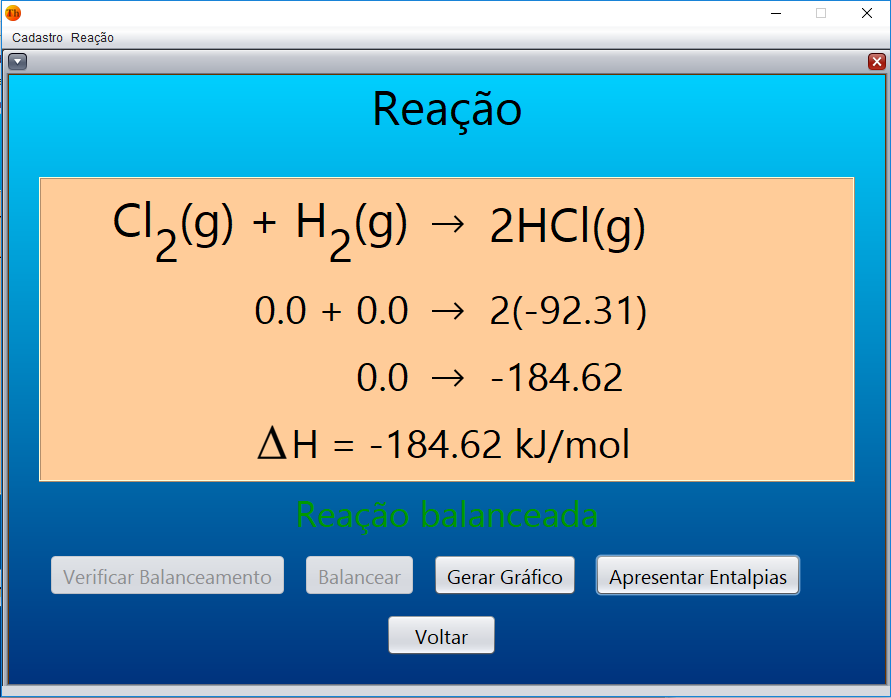 Th
Cadastro Reação
Reação
Cl₂(g) + H₂(g) → 2HCl(g)
0.0 + 0.0 → 2(-92.31)
0.0 → -184.62
ΔH = -184.62 kJ/mol
Reação balanceada
Verificar Balanceamento Balancear Gerar Gráfico Apresentar Entalpias
Voltar